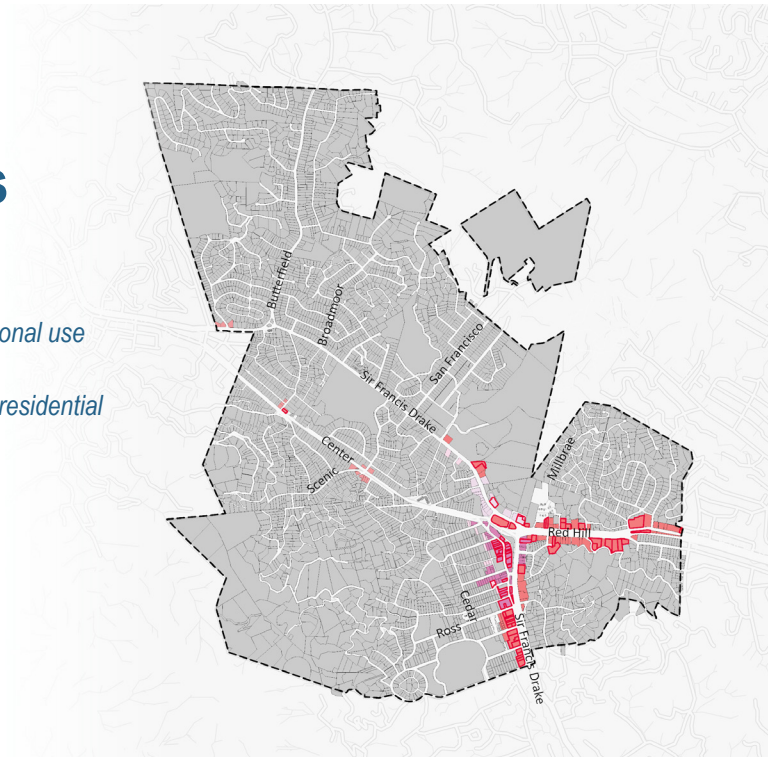 s
onal use
residential
Butterfield
Broadmoor
San Francisco
Sir Francis Drake
Center
Scenic
Millbrae
Red Hill
Cedar
Ross
Sir Francis Drake